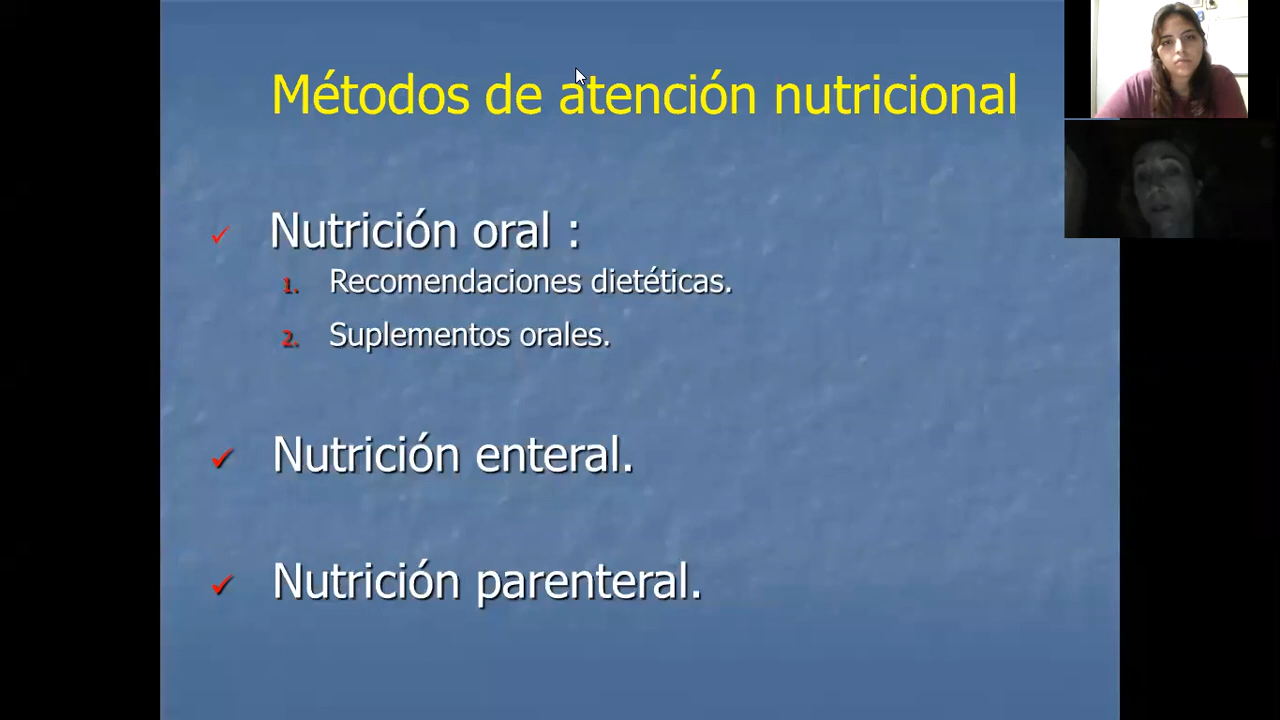 Métodos de atención nutricional
✓ Nutrición oral :
1. Recomendaciones dietéticas.
2. Suplementos orales.
✓ Nutrición enteral.
✓ Nutrición parenteral.